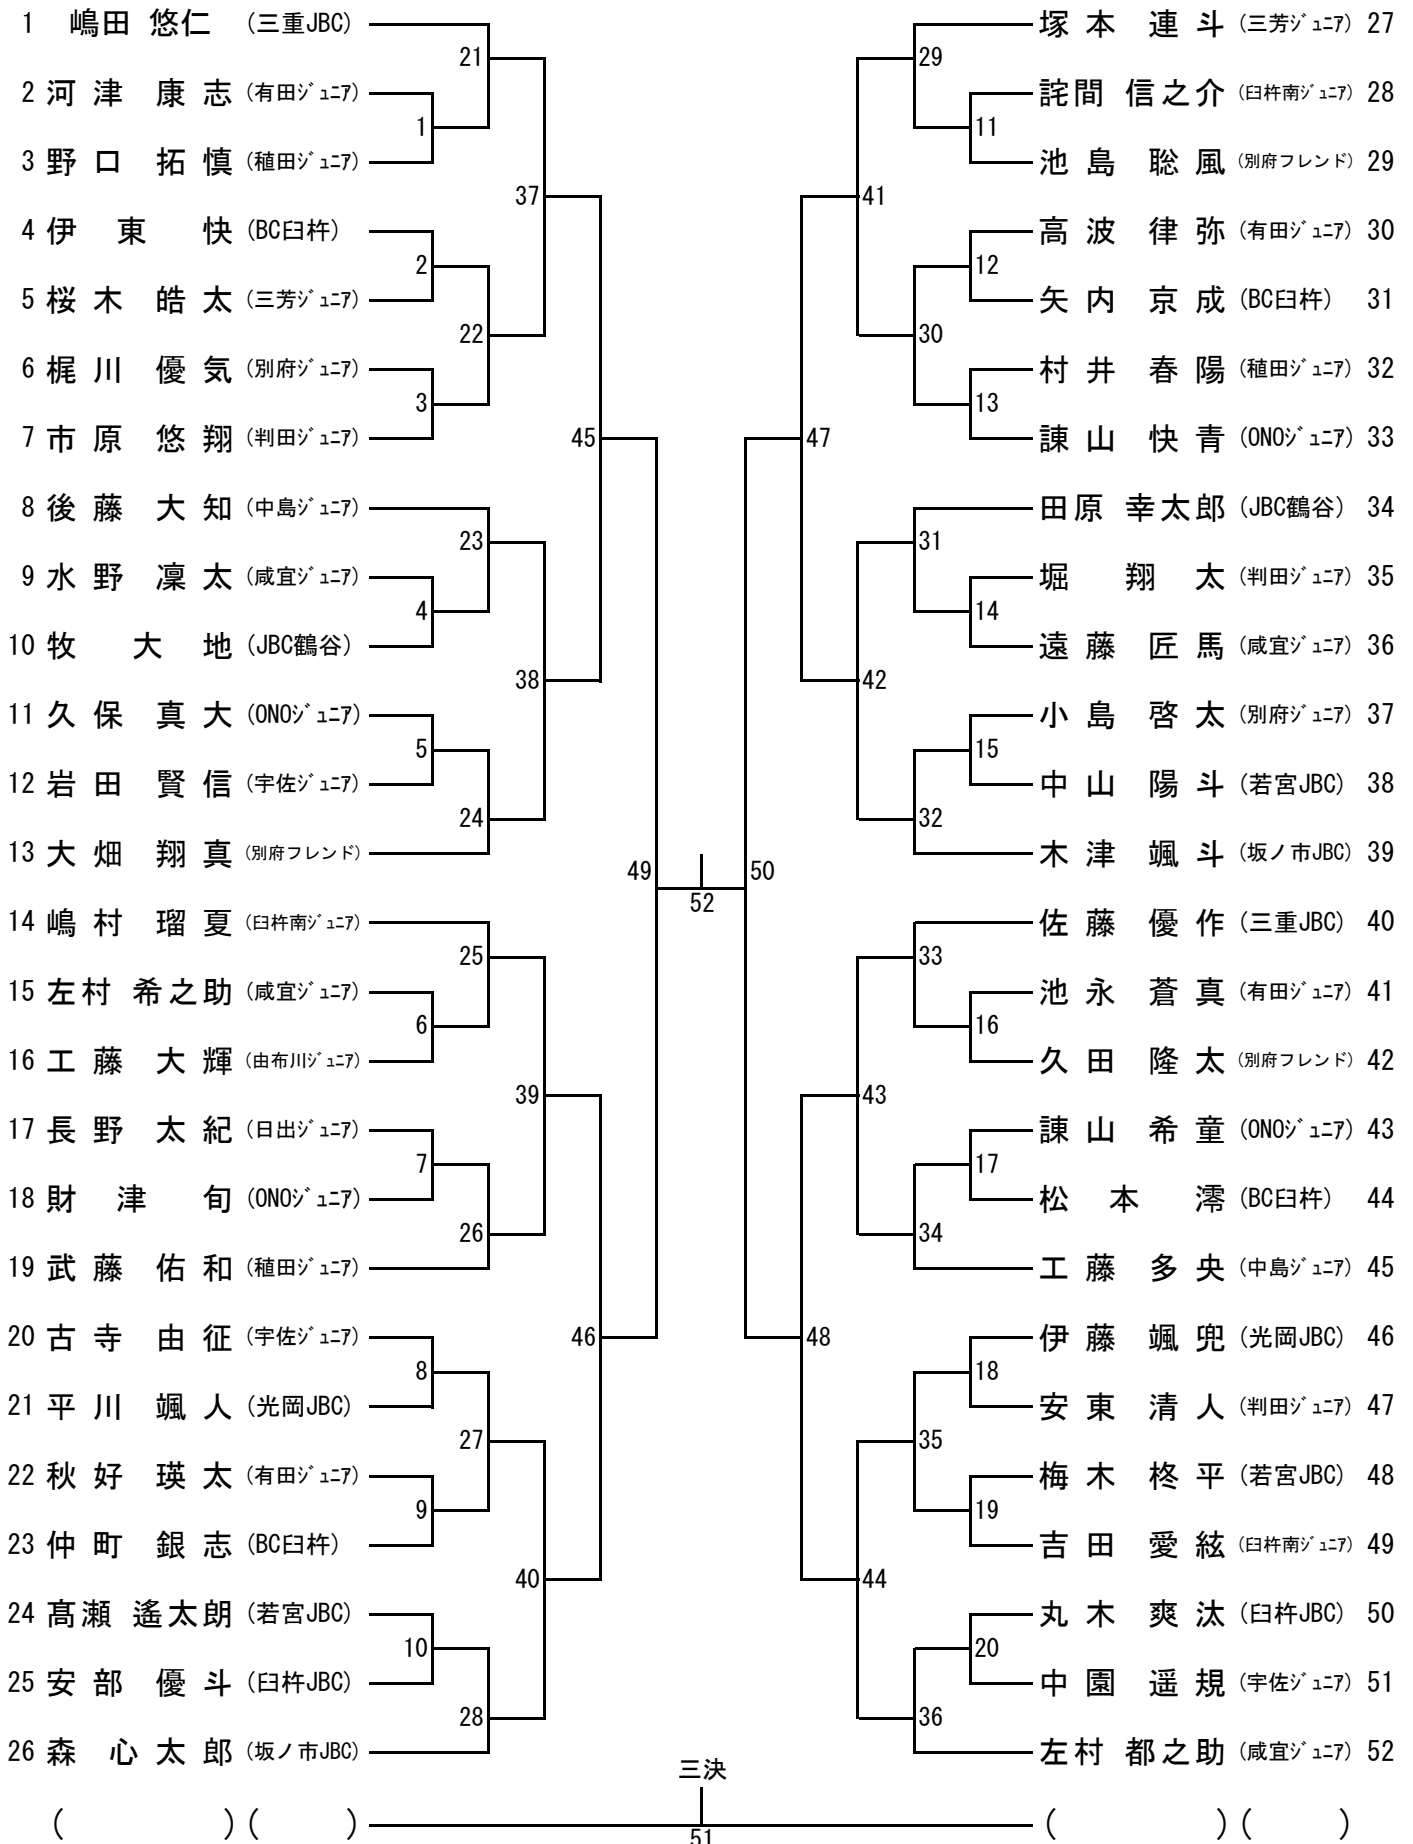 1 嶋田 悠仁 (三重JBC)
21
2 河津 康志 (有田ジュニア)
1
3 野口 拓慎 (稙田ジュニア)
37
4 伊東 快 (BC臼杵)
2
5 桜木 皓太 (三芳ジュニア)
22
6 梶川 優気 (別府ジュニア)
3
7 市原 悠翔 (判田ジュニア)
45
8 後藤 大知 (中島ジュニア)
23
9 水野 凜太 (咸宜ジュニア)
4
10 牧 大地 (JBC鶴谷)
38
11 久保 真大 (ONOジュニア)
5
12 岩田 賢信 (宇佐ジュニア)
24
13 大畑 翔真 (別府フレンド)
49
14 嶋村 瑠夏 (臼杵南ジュニア)
25
15 左村 希之助 (咸宜ジュニア)
6
16 工藤 大輝 (由布川ジュニア)
39
17 長野 太紀 (日出ジュニア)
7
18 財津 旬 (ONOジュニア)
26
19 武藤 佑和 (稙田ジュニア)
20 古寺 由征 (宇佐ジュニア)
46
8
21 平川 颯人 (光岡JBC)
27
22 秋好 瑛太 (有田ジュニア)
9
23 仲町 銀志 (BC臼杵)
40
24 髙瀬 遙太朗 (若宮JBC)
10
25 安部 優斗 (臼杵JBC)
28
26 森 心太郎 (坂ノ市JBC)
52
塚本 連斗 (三芳ジュニア) 27
29
詫間 信之介 (臼杵南ジュニア) 28
11
池島 聡風 (別府フレンド) 29
41
高波 律弥 (有田ジュニア) 30
12
矢内 京成 (BC臼杵) 31
30
村井 春陽 (稙田ジュニア) 32
13
諌山 快青 (ONOジュニア) 33
47
田原 幸太郎 (JBC鶴谷) 34
31
堀 翔太 (判田ジュニア) 35
14
遠藤 匠馬 (咸宜ジュニア) 36
42
小島 啓太 (別府ジュニア) 37
15
中山 陽斗 (若宮JBC) 38
32
木津 颯斗 (坂ノ市JBC) 39
50
佐藤 優作 (三重JBC) 40
33
池永 蒼真 (有田ジュニア) 41
16
久田 隆太 (別府フレンド) 42
43
諌山 希童 (ONOジュニア) 43
17
松本 澪 (BC臼杵) 44
34
工藤 多央 (中島ジュニア) 45
伊藤 颯兜 (光岡JBC) 46
48
18
安東 清人 (判田ジュニア) 47
35
梅木 柊平 (若宮JBC) 48
19
吉田 愛絃 (臼杵南ジュニア) 49
44
丸木 爽汰 (臼杵JBC) 50
20
中園 遥規 (宇佐ジュニア) 51
36
左村 都之助 (咸宜ジュニア) 52
三決
( ) ( ) ( ) ( )
51